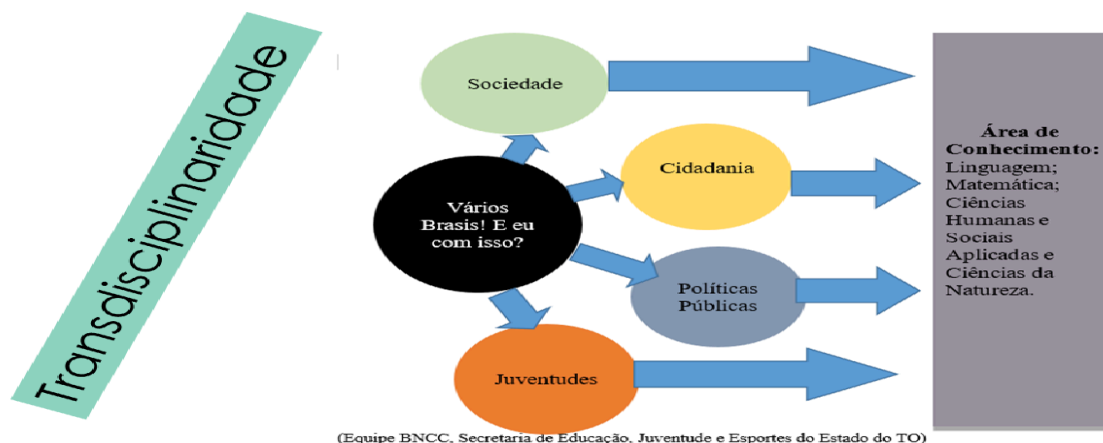 Transdisciplinaridade
Sociedade
Cidadania
Vários
Brasis! E eu
com isso?
Políticas
Públicas
Juventudes
Área de
Conhecimento:
Linguagem;
Matemática;
Ciências
Humanas e
Sociais
Aplicadas e
Ciências da
Natureza.
(Equipe BNCC, Secretaria de Educação, Juventude e Esportes do Estado do TO)